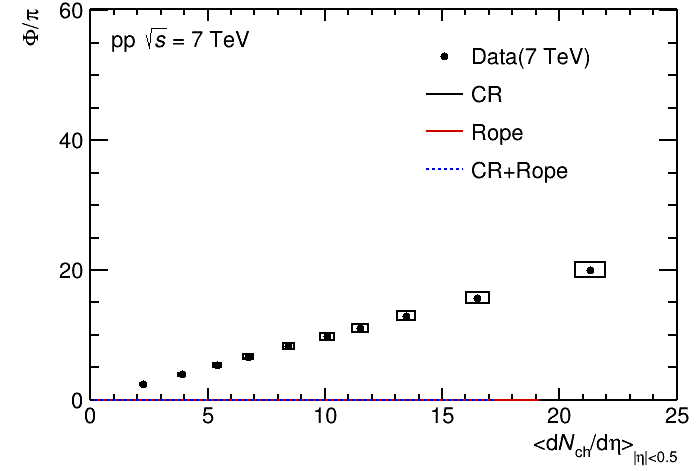 Φ/π
60
40
20
0
pp √s = 7 TeV
Data(7 TeV)
CR
Rope
CR+Rope
0 5 10 15 20 25
<dNch/dη>|η|<0.5